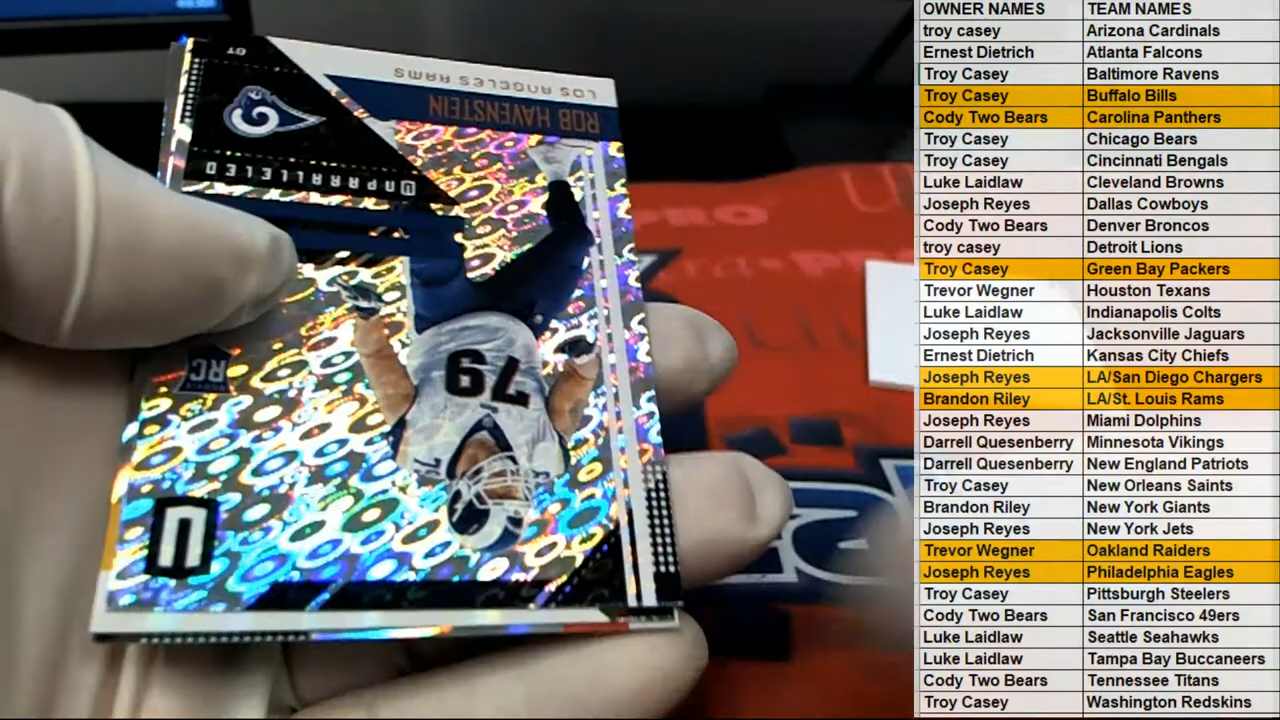 OT
LOS ANGELES RAMS
ROB HAVENSTEIN
UNPARALLELED
79
RC
U
PRO
OWNER NAMES TEAM NAMES
troy casey Arizona Cardinals
Ernest Dietrich Atlanta Falcons
Troy Casey Baltimore Ravens
Troy Casey Buffalo Bills
Cody Two Bears Carolina Panthers
Troy Casey Chicago Bears
Troy Casey Cincinnati Bengals
Luke Laidlaw Cleveland Browns
Joseph Reyes Dallas Cowboys
Cody Two Bears Denver Broncos
troy casey Detroit Lions
Troy Casey Green Bay Packers
Trevor Wegner Houston Texans
Luke Laidlaw Indianapolis Colts
Joseph Reyes Jacksonville Jaguars
Ernest Dietrich Kansas City Chiefs
Joseph Reyes LA/San Diego Chargers
Brandon Riley LA/St. Louis Rams
Joseph Reyes Miami Dolphins
Darrell Quesenberry Minnesota Vikings
Darrell Quesenberry New England Patriots
Troy Casey New Orleans Saints
Brandon Riley New York Giants
Joseph Reyes New York Jets
Trevor Wegner Oakland Raiders
Joseph Reyes Philadelphia Eagles
Troy Casey Pittsburgh Steelers
Cody Two Bears San Francisco 49ers
Luke Laidlaw Seattle Seahawks
Luke Laidlaw Tampa Bay Buccaneers
Cody Two Bears Tennessee Titans
Troy Casey Washington Redskins